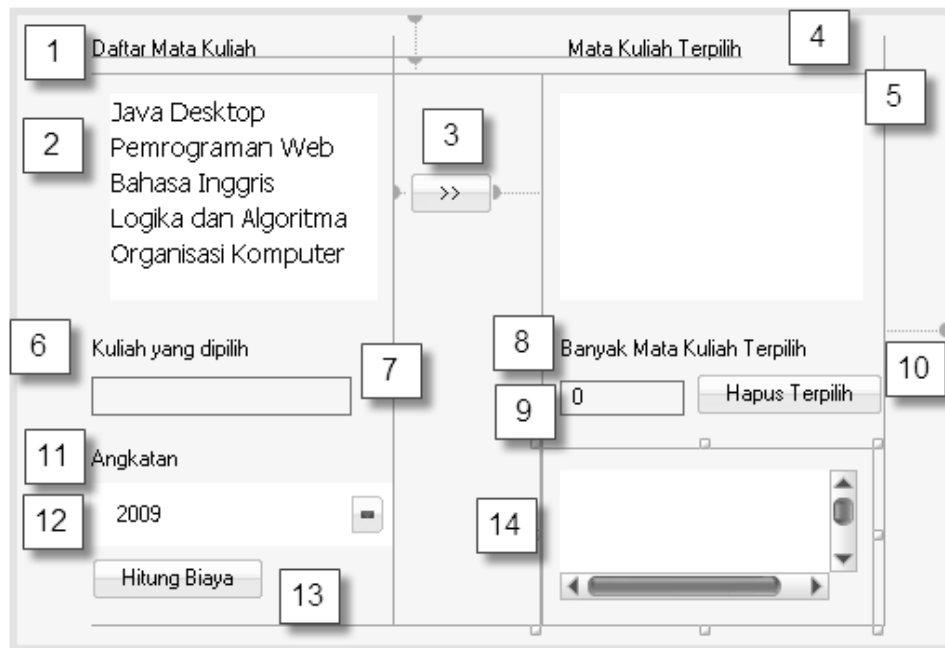 1
Daftar Mata Kuliah
Mata Kuliah Terpilih
4
5
2
Java Desktop
Pemrograman Web
Bahasa Inggris
Logika dan Algoritma
Organisasi Komputer
3
>>
6
Kuliah yang dipilih
7
8
Banyak Mata Kuliah Terpilih
9
0
Hapus Terpilih
10
11
Angkatan
12
2009
Hitung Biaya
13
14